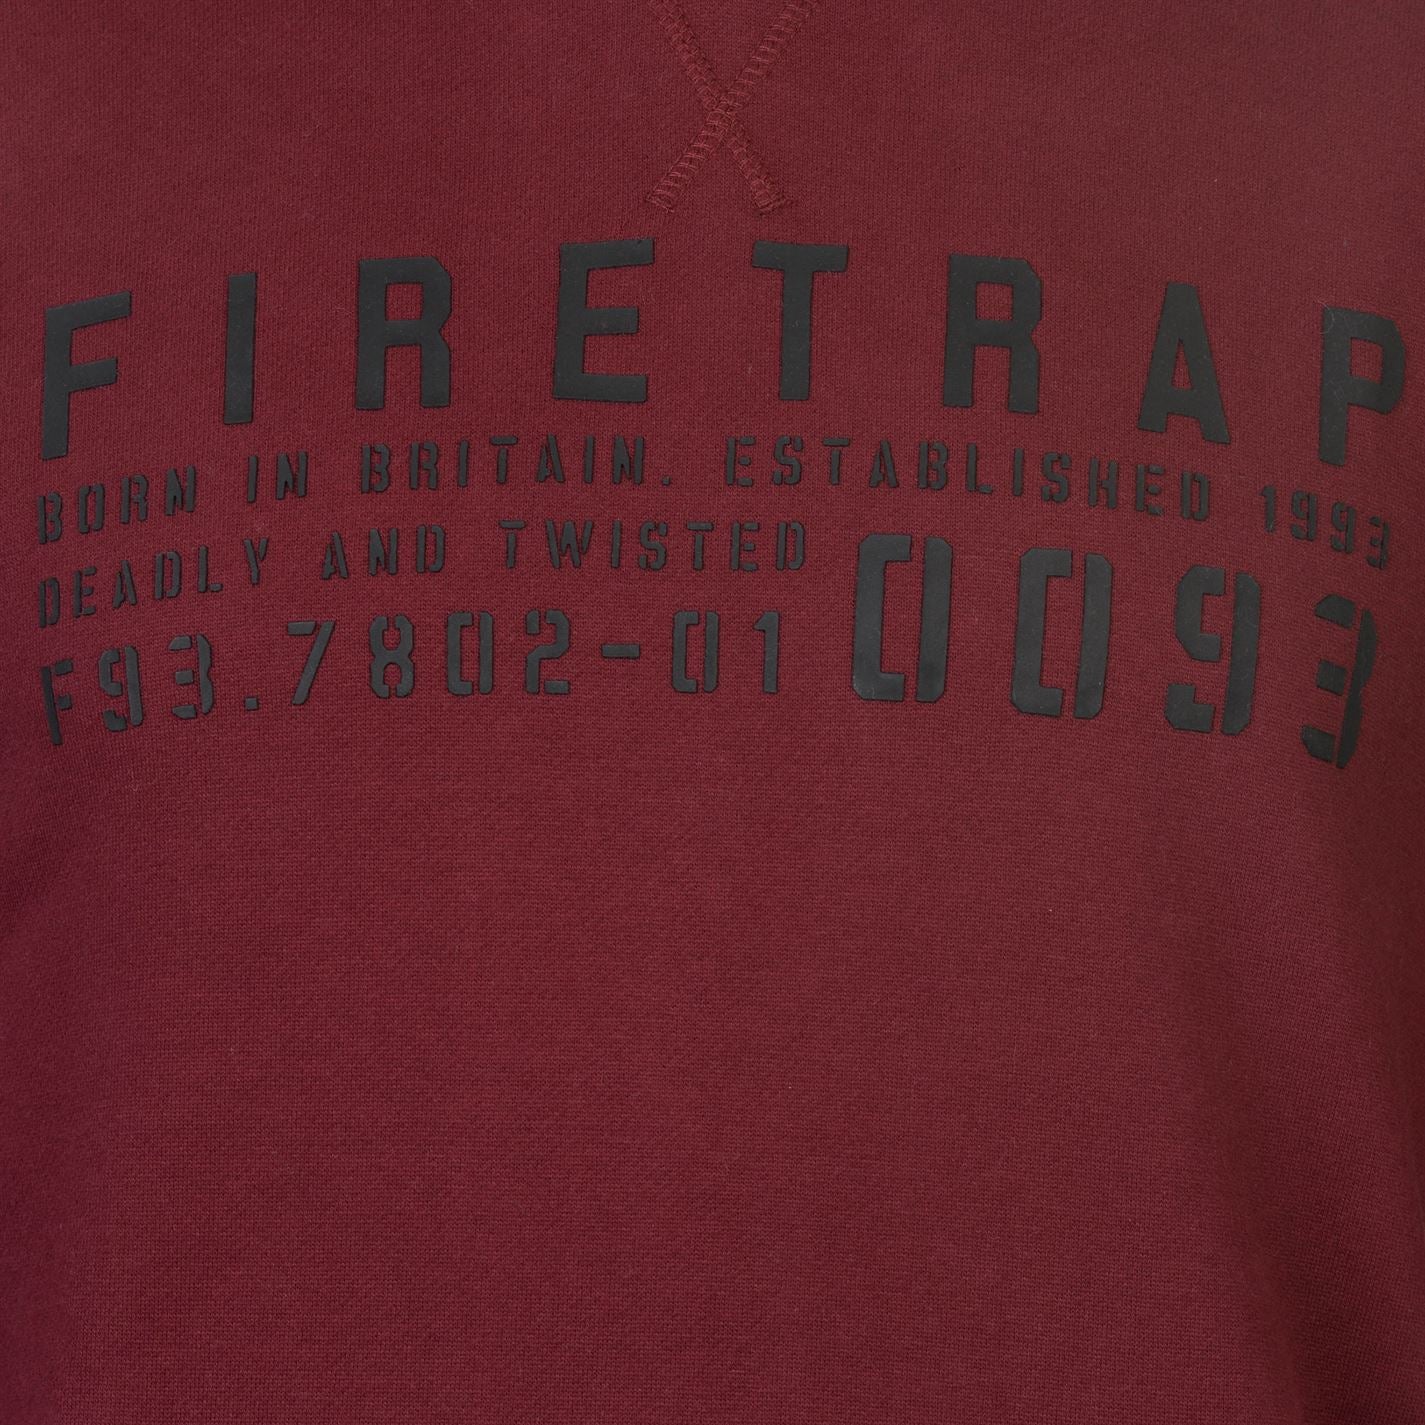 FIRETRAP
BORN IN BRITAIN. ESTABLISHED 1993
DEADLY AND TWISTED
F93.7802-01 0093